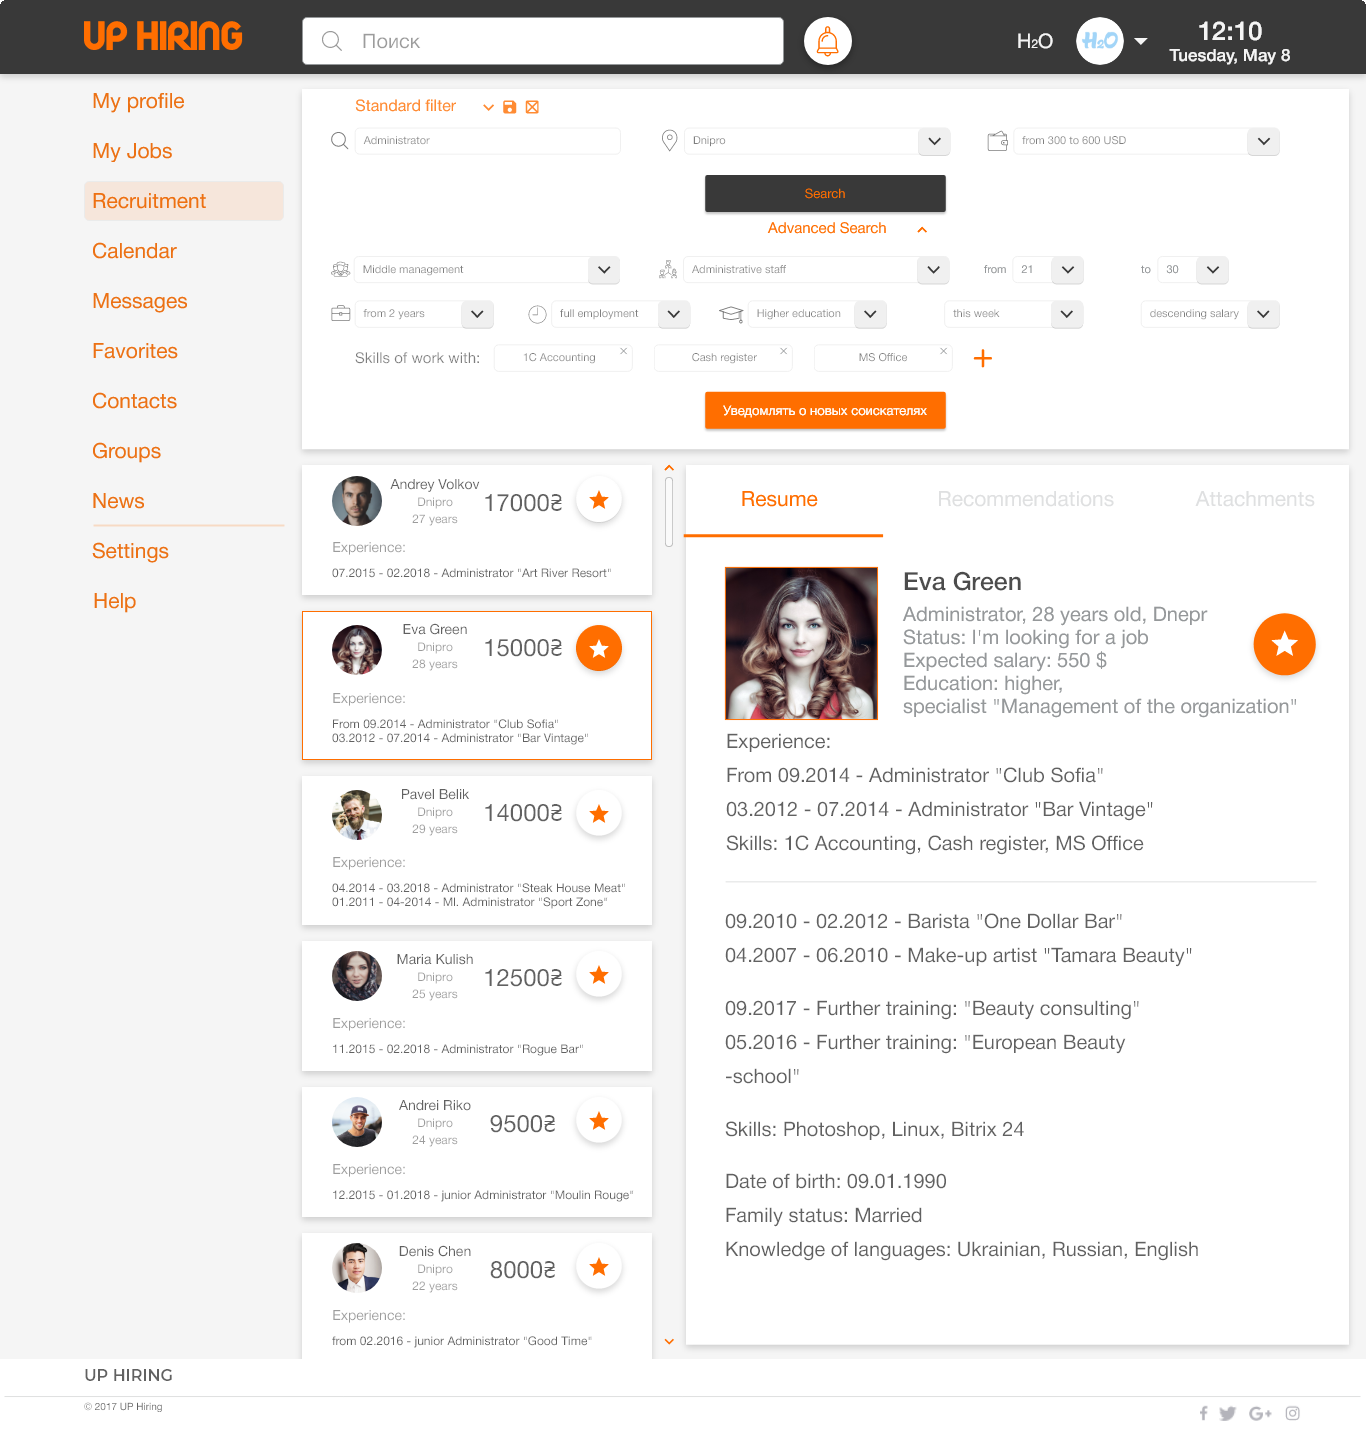 UP HIRING
Поиск
H₂O
H₂O
12:10
Tuesday, May 8
My profile
My Jobs
Recruitment
Calendar
Messages
Favorites
Contacts
Groups
News
Settings
Help
Standard filter
Administrator
Dnipro
from 300 to 600 USD
Search
Advanced Search
Middle management
Administrative staff
from 21
to 30
from 2 years
full employment
Higher education
this week
descending salary
Skills of work with: 1C Accounting Cash register MS Office
Уведомлять о новых соискателях
Andrey Volkov
Dnipro
27 years
17000₴
Experience:
07.2015 - 02.2018 - Administrator "Art River Resort"
Eva Green
Dnipro
28 years
15000₴
Experience:
From 09.2014 - Administrator "Club Sofia"
03.2012 - 07.2014 - Administrator "Bar Vintage"
Pavel Belik
Dnipro
29 years
14000₴
Experience:
04.2014 - 03.2018 - Administrator "Steak House Meat"
01.2011 - 04-2014 - Ml. Administrator "Sport Zone"
Maria Kulish
Dnipro
25 years
12500₴
Experience:
11.2015 - 02.2018 - Administrator "Rogue Bar"
Andrei Riko
Dnipro
24 years
9500₴
Experience:
12.2015 - 01.2018 - junior Administrator "Moulin Rouge"
Denis Chen
Dnipro
22 years
8000₴
Experience:
from 02.2016 - junior Administrator "Good Time"
Resume
Recommendations
Attachments
Eva Green
Administrator, 28 years old, Dnepr
Status: I'm looking for a job
Expected salary: 550 $
Education: higher,
specialist "Management of the organization"
Experience:
From 09.2014 - Administrator "Club Sofia"
03.2012 - 07.2014 - Administrator "Bar Vintage"
Skills: 1C Accounting, Cash register, MS Office
09.2010 - 02.2012 - Barista "One Dollar Bar"
04.2007 - 06.2010 - Make-up artist "Tamara Beauty"
09.2017 - Further training: "Beauty consulting"
05.2016 - Further training: "European Beauty
-school"
Skills: Photoshop, Linux, Bitrix 24
Date of birth: 09.01.1990
Family status: Married
Knowledge of languages: Ukrainian, Russian, English
UP HIRING
© 2017 UP Hiring